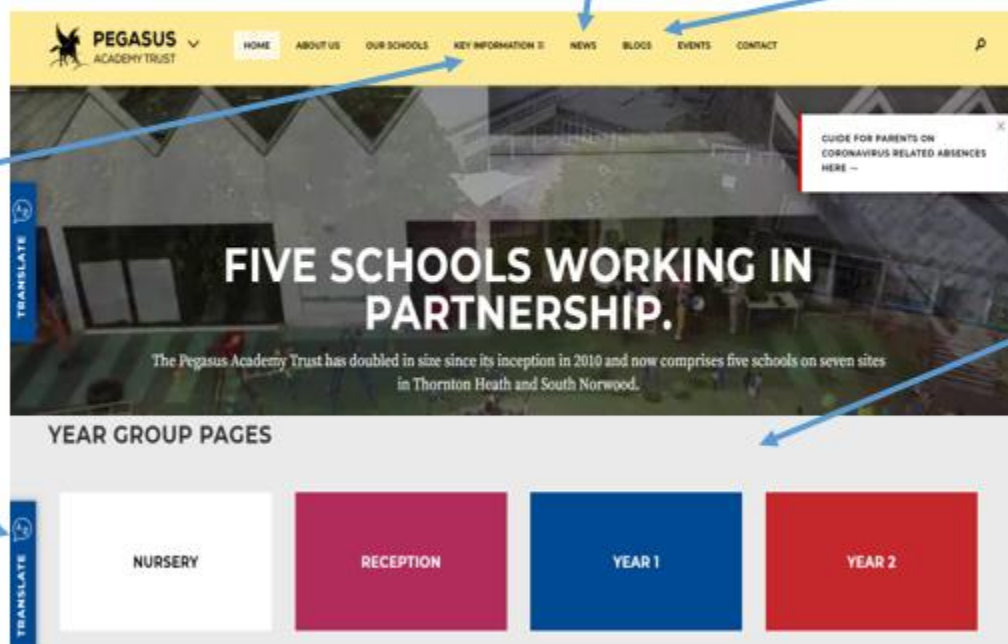 PEGASUS
ACADEMY TRUST
HOME ABOUT US OUR SCHOOLS KEY INFORMATION NEWS BLOGS EVENTS CONTACT
GUIDE FOR PARENTS ON
CORONAVIRUS RELATED ABSENCES
HERE —
TRANSLATE
FIVE SCHOOLS WORKING IN
PARTNERSHIP.
The Pegasus Academy Trust has doubled in size since its inception in 2010 and now comprises five schools on seven sites
in Thornton Heath and South Norwood.
YEAR GROUP PAGES
TRANSLATE
NURSERY RECEPTION YEAR 1 YEAR 2